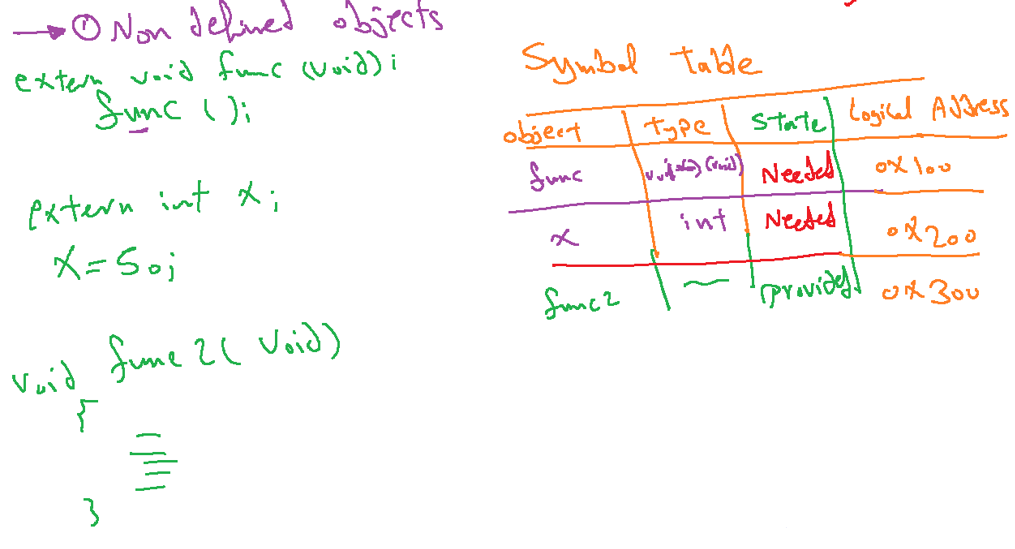 → ① Non defined objects
extern void func (void);
func ();
extern int x;
x = 50;
void func2 (void)
{
}
Symbol table
object type state Logical Address
func void (void) Needed 0x100
x int Needed 0x200
func2 provided 0x300